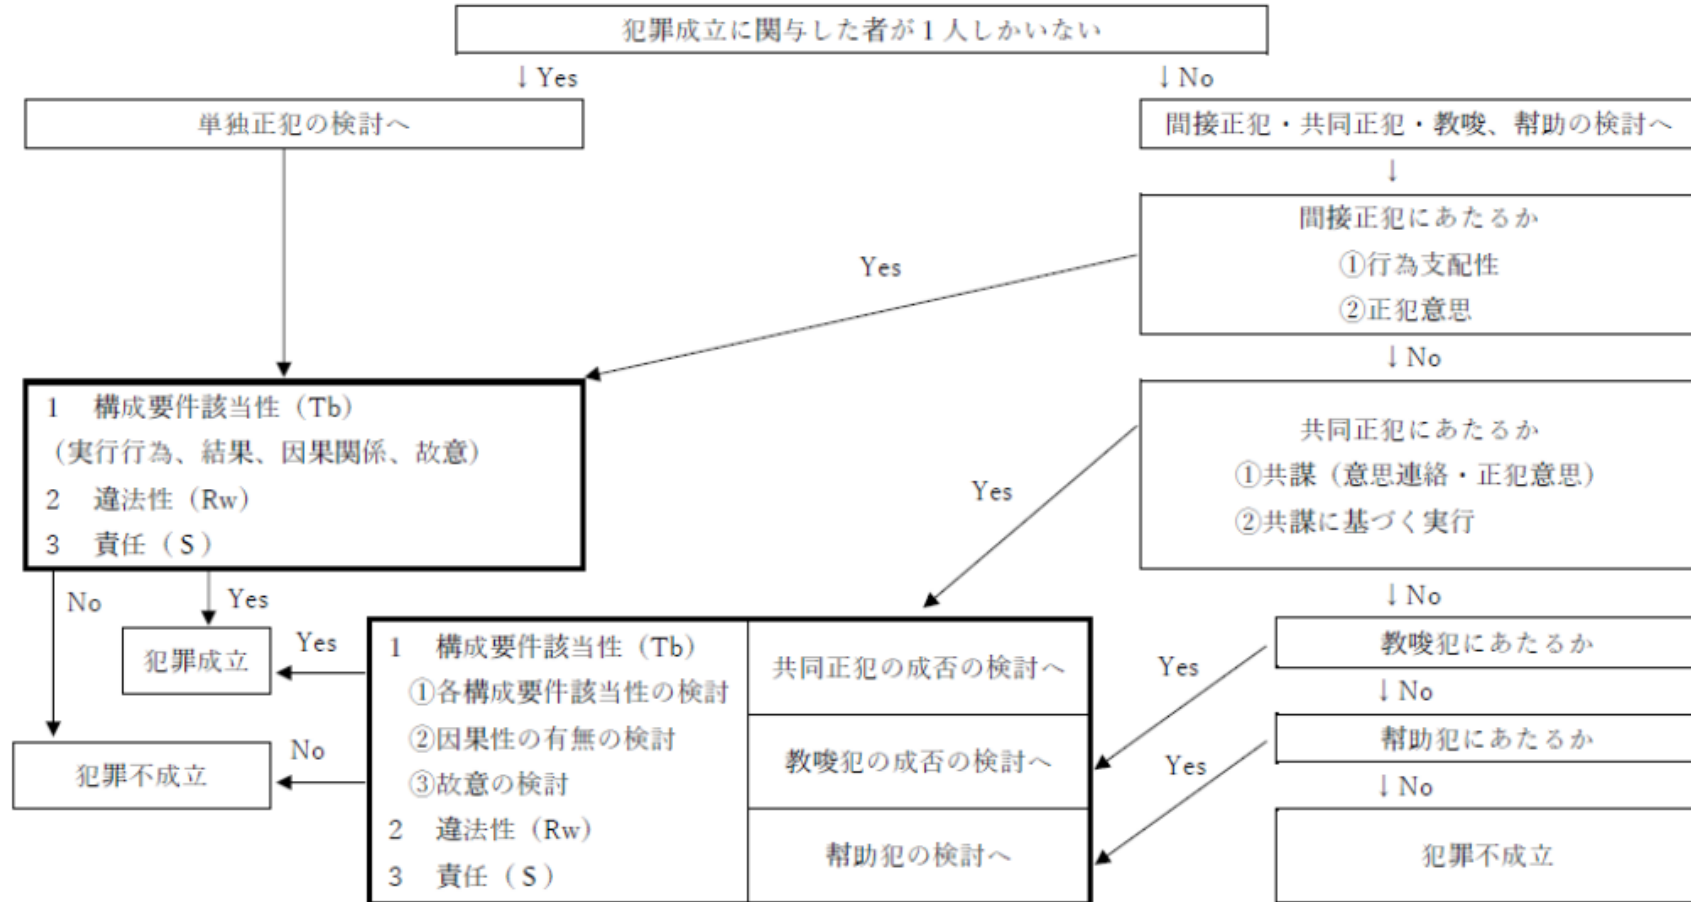 犯罪成立に関与した者が1人しかいない
↓Yes
↓No
単独正犯の検討へ
間接正犯・共同正犯・教唆、幇助の検討へ
↓
間接正犯にあたるか
①行為支配性
②正犯意思
Yes
↓No
1 構成要件該当性（Tb）
（実行行為、結果、因果関係、故意）
2 違法性（Rw）
3 責任（S）
共同正犯にあたるか
①共謀（意思連絡・正犯意思）
②共謀に基づく実行
Yes
No
Yes
↓No
犯罪成立
Yes
犯罪不成立
No
1 構成要件該当性（Tb）
①各構成要件該当性の検討
②因果性の有無の検討
③故意の検討
2 違法性（Rw）
3 責任（S）
共同正犯の成否の検討へ
教唆犯の成否の検討へ
幇助犯の検討へ
Yes
教唆犯にあたるか
↓No
Yes
幇助犯にあたるか
↓No
犯罪不成立